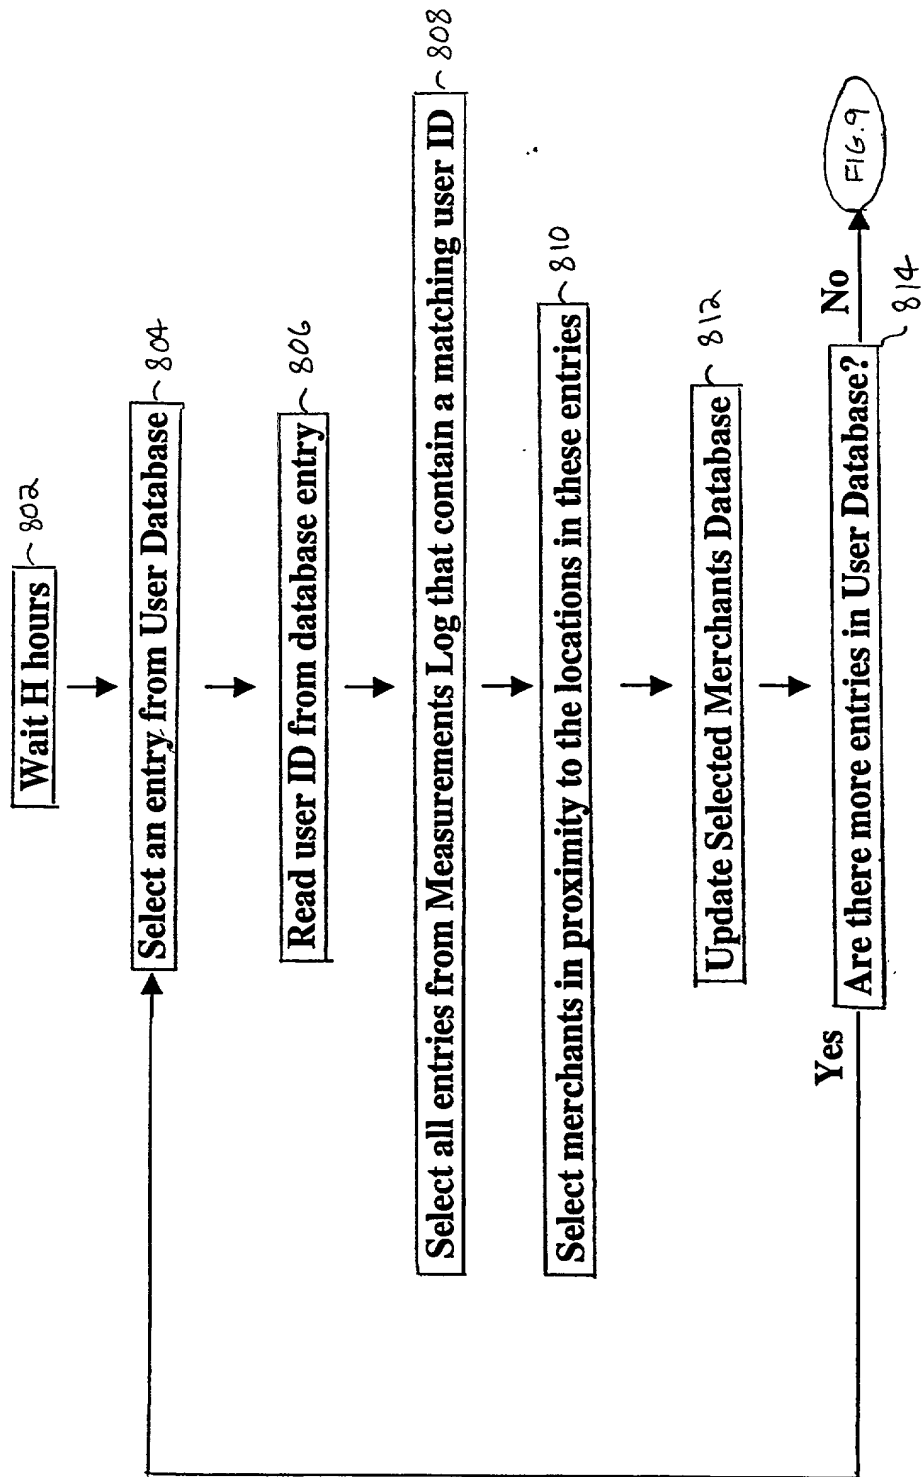 Wait H hours
802
Select an entry from User Database
804
Read user ID from database entry
806
Select all entries from Measurements Log that contain a matching user ID
808
Select merchants in proximity to the locations in these entries
810
Update Selected Merchants Database
812
Are there more entries in User Database?
814
Yes
No
FIG.9